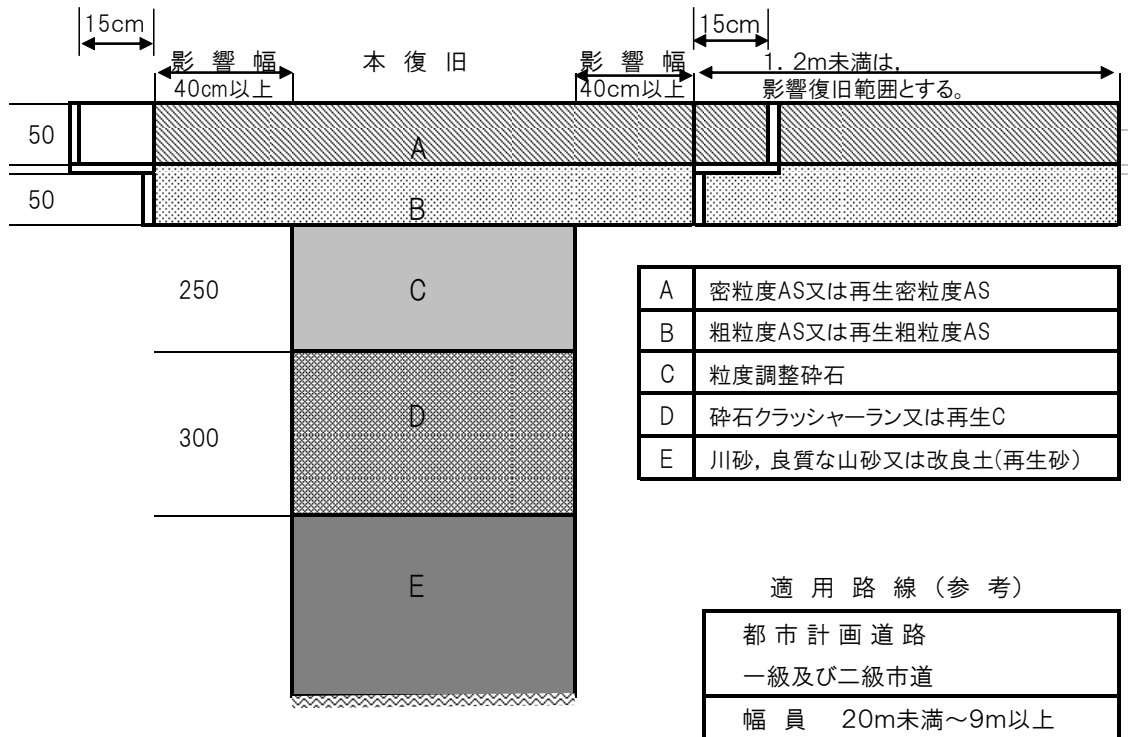 15cm
15cm
影響幅
本復旧
影響幅
1．2m未満は，
40cm以上
40cm以上
影響復旧範囲とする。
50
A
50
B
250
C
300
D
E
A 密粒度AS又は再生密粒度AS
B 粗粒度AS又は再生粗粒度AS
C 粒度調整砕石
D 砕石クラッシャーラン又は再生C
E 川砂，良質な山砂又は改良土(再生砂)
適用路線（参考）
都市計画道路
一級及び二級市道
幅員 20m未満～9m以上